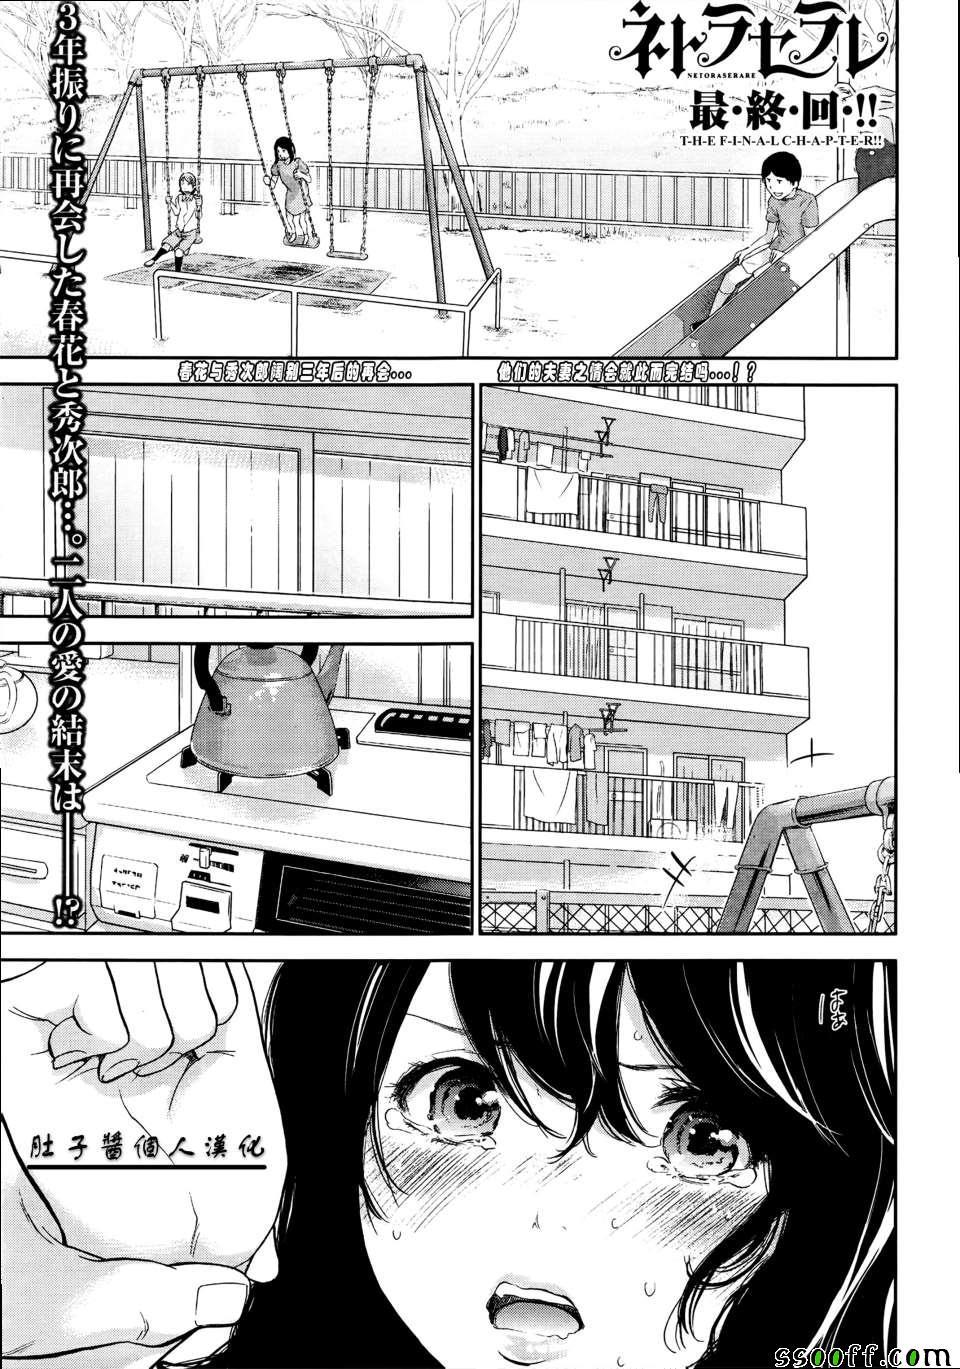 ネトラセラレ
NETORASERARE
最・終・回・!!
T-H-E F-I-N-A-L C-H-A-P-T-E-R!!
3年振りに再会した春花と秀次郎…。二人の愛の結末は――!?
春花与秀次郎阔别三年后的再会...
他们的夫妻之情会就此而完结吗...！？
はぁ
肚子醬個人漢化
ssooff.com